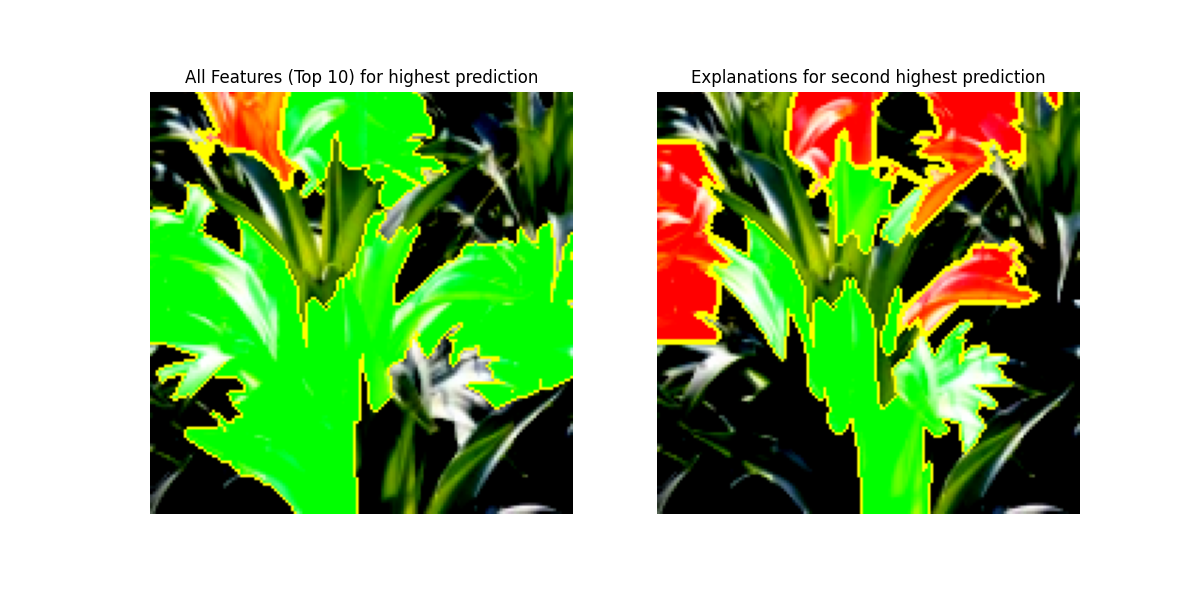 All Features (Top 10) for highest prediction
Explanations for second highest prediction